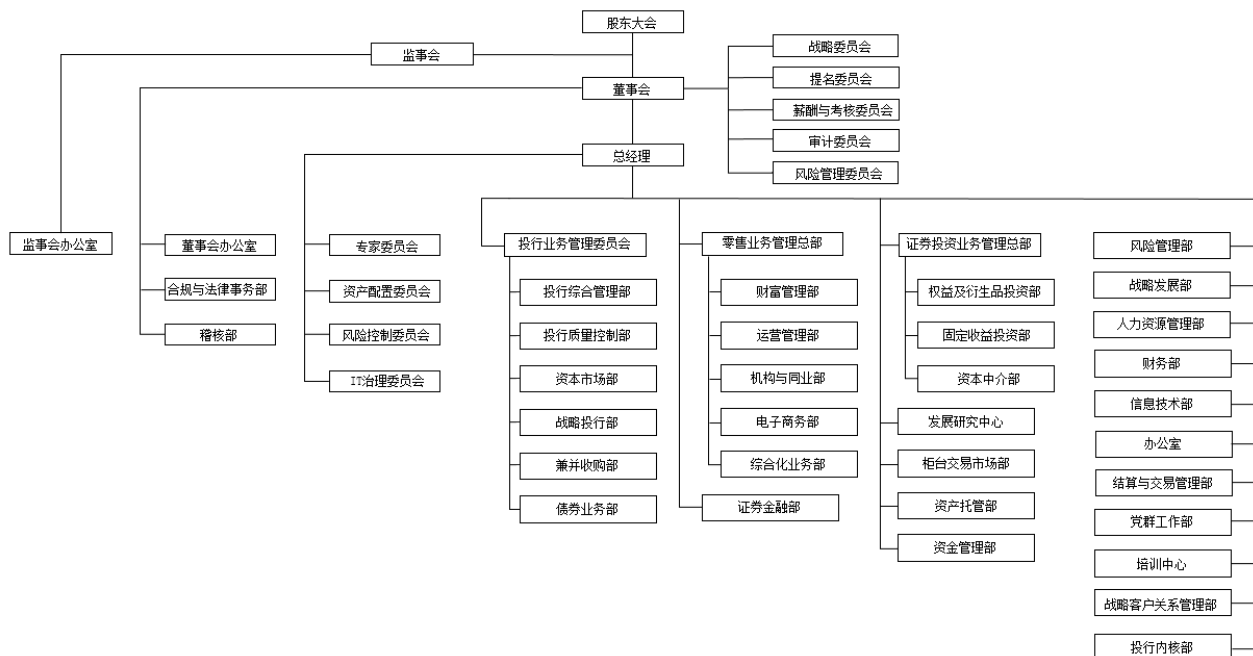 股东大会
监事会
董事会
战略委员会
提名委员会
薪酬与考核委员会
审计委员会
风险管理委员会
总经理
监事会办公室
董事会办公室
合规与法律事务部
稽核部
专家委员会
资产配置委员会
风险控制委员会
IT治理委员会
投行业务管理委员会
投行综合管理部
投行质量控制部
资本市场部
战略投行部
兼并收购部
债券业务部
零售业务管理总部
财富管理部
运营管理部
机构与同业部
电子商务部
综合化业务部
证券金融部
证券投资业务管理总部
权益及衍生品投资部
固定收益投资部
资本中介部
发展研究中心
柜台交易市场部
资产托管部
资金管理部
风险管理部
战略发展部
人力资源管理部
财务部
信息技术部
办公室
结算与交易管理部
党群工作部
培训中心
战略客户关系管理部
投行内核部